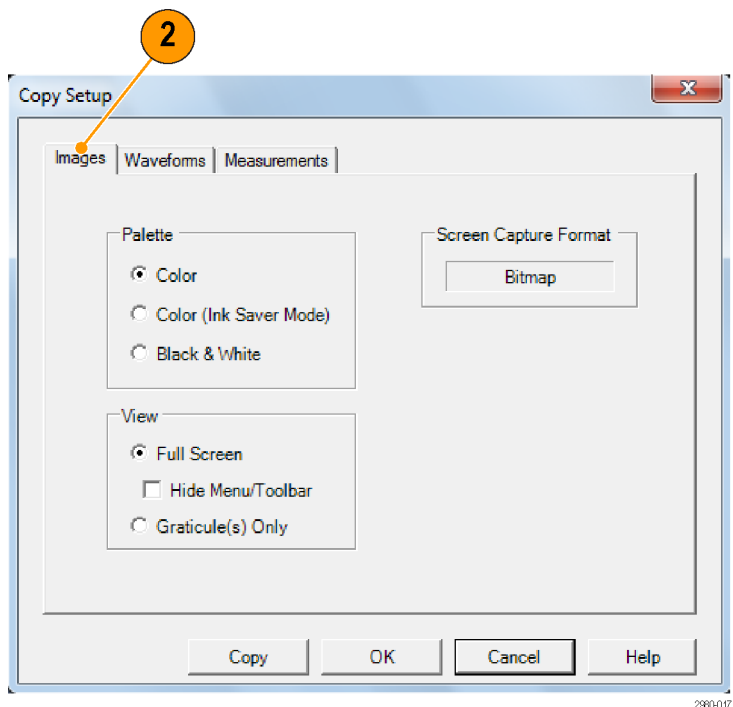 2
Copy Setup
X
Images Waveforms Measurements
Palette
Color
Color (Ink Saver Mode)
Black & White
Screen Capture Format
Bitmap
View
Full Screen
Hide Menu/Toolbar
Graticule(s) Only
Copy OK Cancel Help
2980-017